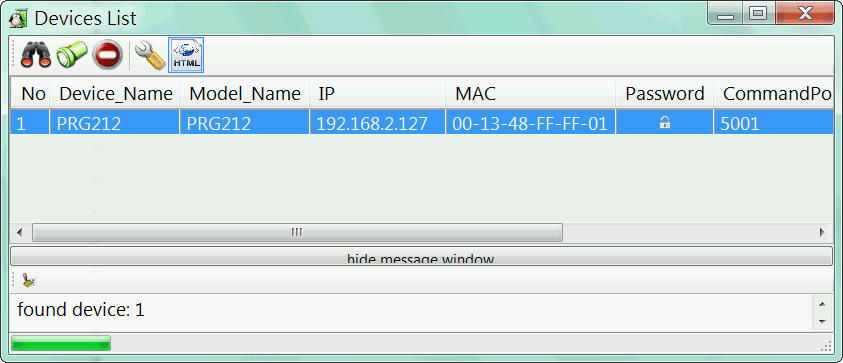 Devices List
HTML
No Device_Name Model_Name IP MAC Password CommandPo
1 PRG212 PRG212 192.168.2.127 00-13-48-FF-FF-01 5001
hide message window
found device: 1